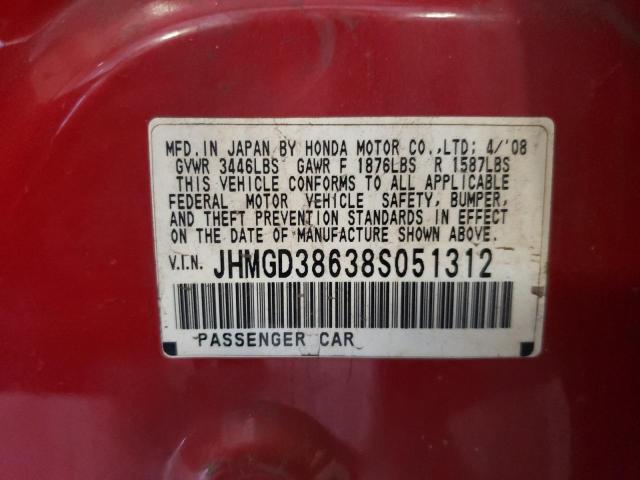 MFD. IN JAPAN BY HONDA MOTOR CO.,LTD; 4/'08
GVWR 3446LBS GAWR F 1876LBS R 1587LBS
THIS VEHICLE CONFORMS TO ALL APPLICABLE
FEDERAL MOTOR VEHICLE SAFETY, BUMPER,
AND THEFT PREVENTION STANDARDS IN EFFECT
ON THE DATE OF MANUFACTURE SHOWN ABOVE.
V.I.N. JHMGD38638S051312
PASSENGER CAR